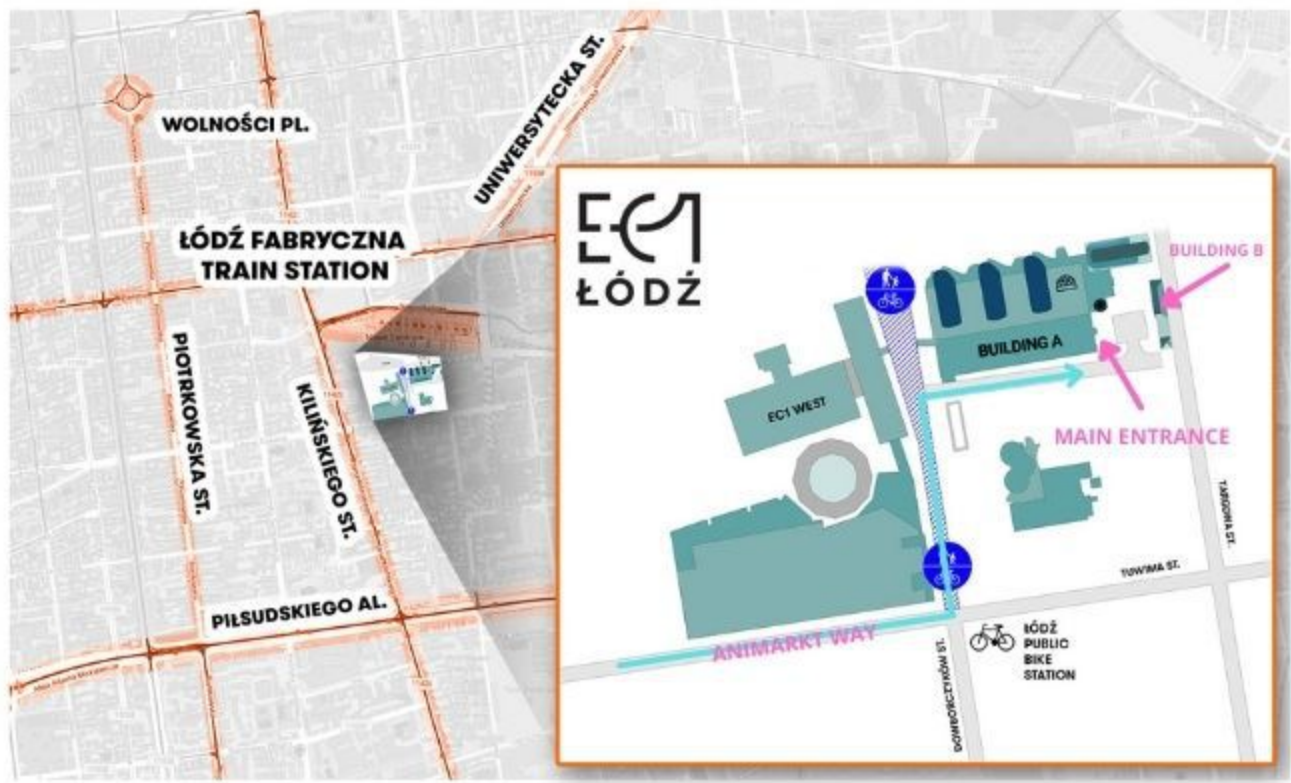 WOLNOŚCI PL.
UNIWERSYTECKA ST.
ŁÓDŹ FABRYCZNA
TRAIN STATION
PIOTRKOWSKA ST.
KILIŃSKIEGO ST.
PIŁSUDSKIEGO AL.
EC1
ŁÓDŹ
BUILDING B
BUILDING A
EC1 WEST
MAIN ENTRANCE
TARGOWA ST.
TUWIMA ST.
ANIMARKT WAY
DOWBORCZYKÓW ST.
ŁÓDŹ
PUBLIC
BIKE
STATION